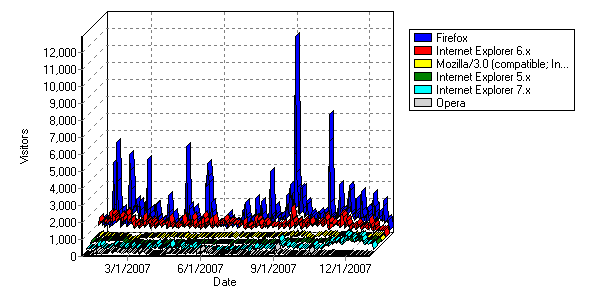 12,000
11,000
10,000
9,000
8,000
7,000
6,000
5,000
4,000
3,000
2,000
1,000
0
Visitors
3/1/2007 6/1/2007 9/1/2007 12/1/2007
Date
Firefox
Internet Explorer 6.x
Mozilla/3.0 (compatible; In...
Internet Explorer 5.x
Internet Explorer 7.x
Opera